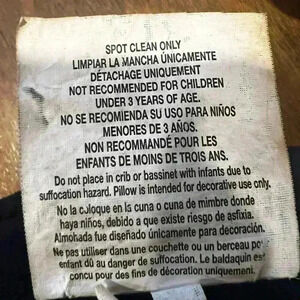 SPOT CLEAN ONLY
LIMPIAR LA MANCHA ÚNICAMENTE
DÉTACHAGE UNIQUEMENT
NOT RECOMMENDED FOR CHILDREN
UNDER 3 YEARS OF AGE.
NO SE RECOMIENDA SU USO PARA NIÑOS
MENORES DE 3 AÑOS.
NON RECOMMANDÉ POUR LES
ENFANTS DE MOINS DE TROIS ANS.
Do not place in crib or bassinet with infants due to
suffocation hazard. Pillow is intended for decorative use only.
No la coloque en la cuna o cuna de mimbre donde
haya niños, debido a que existe riesgo de asfixia.
Almohada fue diseñado únicamente para decoración.
Ne pas utiliser dans une couchette ou un berceau pour
enfant dû au danger de suffocation. Le baldaquin est
concu pour des fins de décoration uniquement.